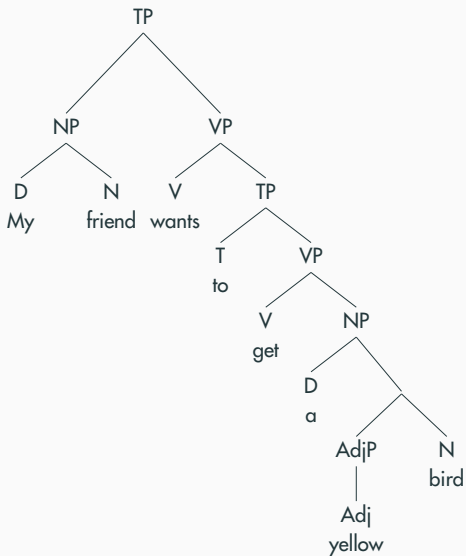 TP
NP VP
D N V TP
My friend wants
T VP
to
V NP
get
D
a
AdjP N
bird
Adj
yellow